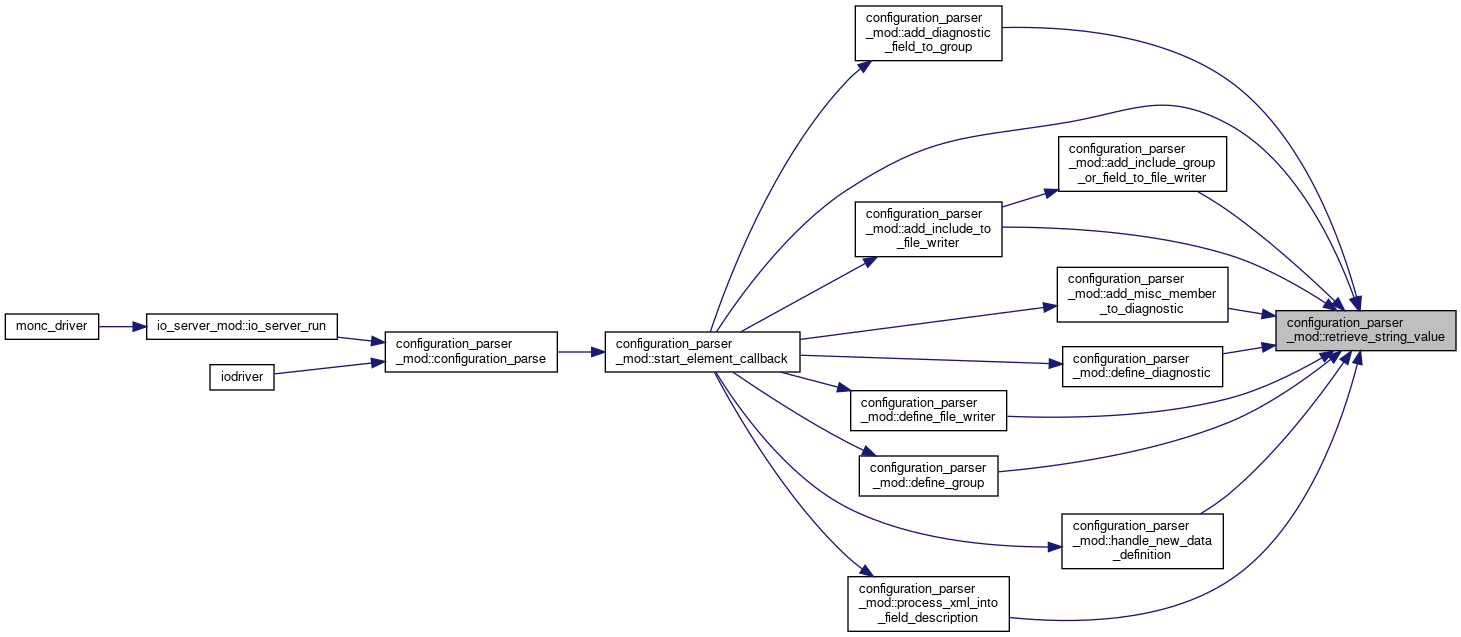 configuration_parser
_mod::add_diagnostic
_field_to_group
configuration_parser
_mod::add_include_group
_or_field_to_file_writer
configuration_parser
_mod::add_include_to
_file_writer
configuration_parser
_mod::add_misc_member
_to_diagnostic
monc_driver
io_server_mod::io_server_run
configuration_parser
_mod::configuration_parse
iodriver
configuration_parser
_mod::start_element_callback
configuration_parser
_mod::retrieve_string_value
configuration_parser
_mod::define_diagnostic
configuration_parser
_mod::define_file_writer
configuration_parser
_mod::define_group
configuration_parser
_mod::handle_new_data
_definition
configuration_parser
_mod::process_xml_into
_field_description